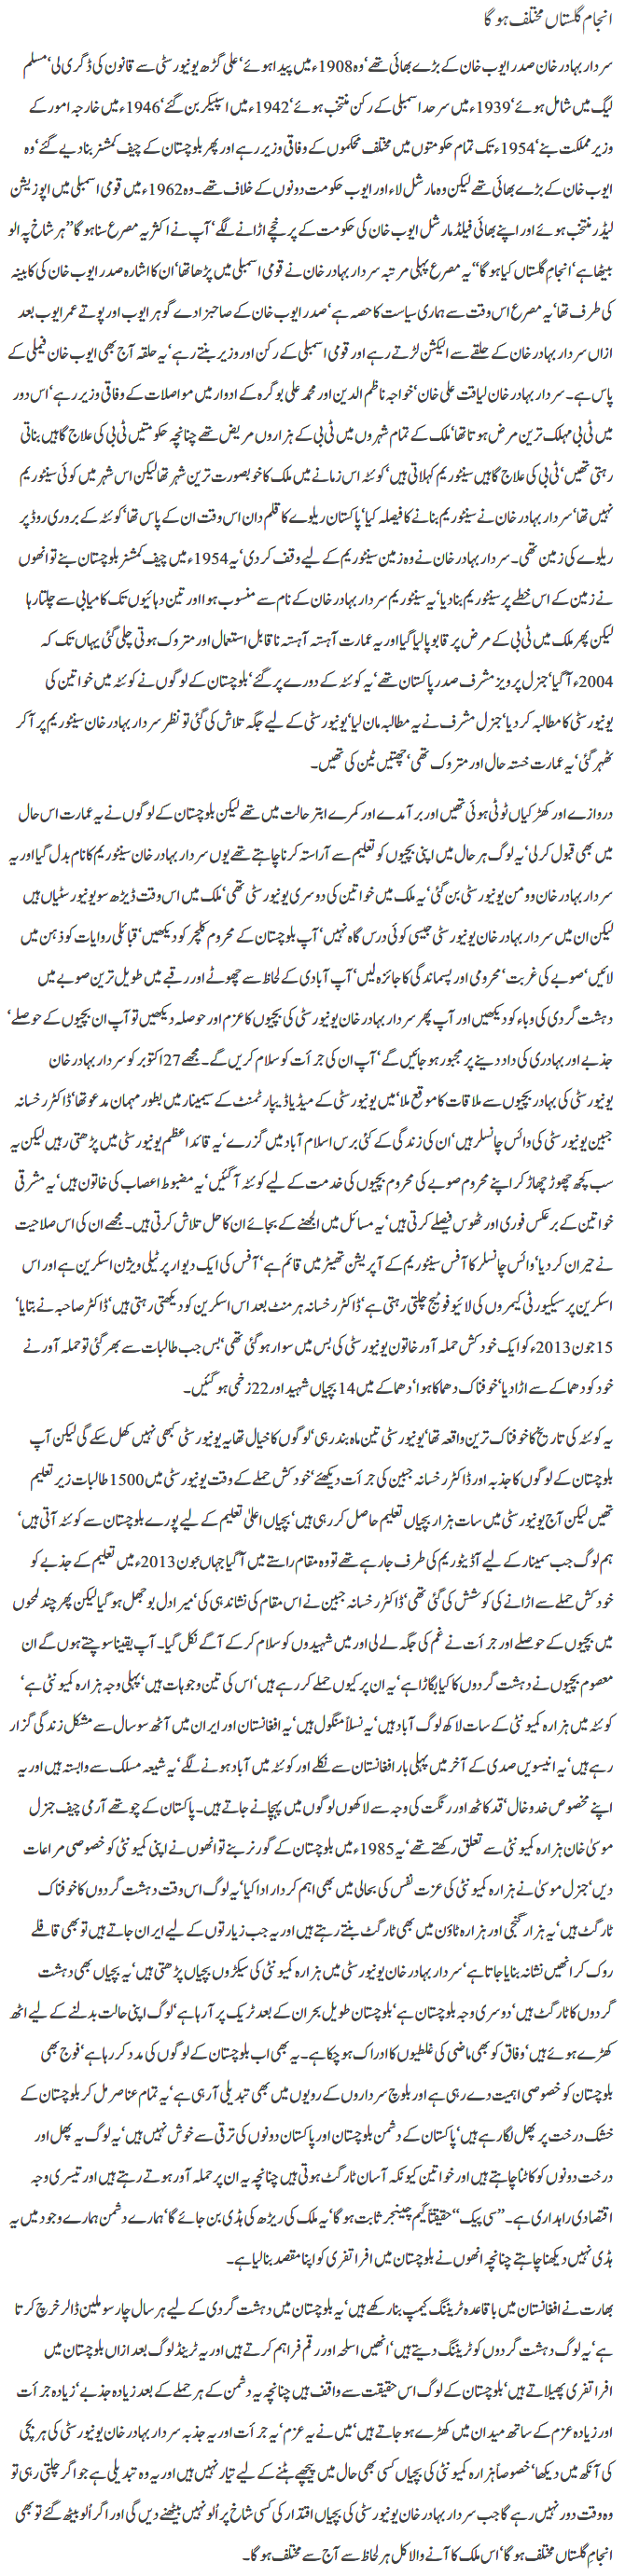 انجام گلستاں مختلف ہو گا
سردار بہادر خان صدر ایوب خان کے بڑے بھائی تھے‘ وہ 1908ء میں پیدا ہوئے‘ علی گڑھ یونیورسٹی سے قانون کی ڈگری لی‘ مسلم
لیگ میں شامل ہوئے‘ 1939ء میں سرحد اسمبلی کے رکن منتخب ہوئے‘ 1942ء میں اسپیکر بن گئے‘ 1946ء میں خارجہ امور کے
وزیر مملکت بنے‘ 1954ء تک تمام حکومتوں میں مختلف محکموں کے وفاقی وزیر رہے اور پھر بلوچستان کے چیف کمشنر بنا دیے گئے‘ وہ
ایوب خان کے بڑے بھائی تھے لیکن وہ مارشل لاء اور ایوب حکومت دونوں کے خلاف تھے۔ وہ 1962ء میں قومی اسمبلی میں اپوزیشن
لیڈر منتخب ہوئے اور اپنے بھائی فیلڈ مارشل ایوب خان کی حکومت کے پرخچے اڑانے لگے‘ آپ نے اکثر یہ مصرع سنا ہو گا ’’ہر شاخ پہ الو
بیٹھا ہے‘ انجامِ گلستاں کیا ہو گا‘‘ یہ مصرع پہلی مرتبہ سردار بہادر خان نے قومی اسمبلی میں پڑھا تھا‘ ان کا اشارہ صدر ایوب خان کی کابینہ
کی طرف تھا‘ یہ مصرع اس وقت سے ہماری سیاست کا حصہ ہے‘ صدر ایوب خان کے صاحبزادے گوہر ایوب اور پوتے عمر ایوب بعد
ازاں سردار بہادر خان کے حلقے سے الیکشن لڑتے رہے اور قومی اسمبلی کے رکن اور وزیر بنتے رہے‘ یہ حلقہ آج بھی ایوب خان فیملی کے
پاس ہے۔ سردار بہادر خان لیاقت علی خان‘ خواجہ ناظم الدین اور محمد علی بوگرہ کے ادوار میں مواصلات کے وفاقی وزیر رہے‘ اس دور
میں ٹی بی مہلک ترین مرض ہوتا تھا‘ ملک کے تمام شہروں میں ٹی بی کے ہزاروں مریض تھے چنانچہ حکومتیں ٹی بی کی علاج گاہیں بناتی
رہتی تھیں‘ ٹی بی کی علاج گاہیں سینٹوریم کہلاتی ہیں‘ کوئٹہ اس زمانے میں ملک کا خوبصورت ترین شہر تھا لیکن اس شہر میں کوئی سینٹوریم
نہیں تھا‘ سردار بہادر خان نے سینٹوریم بنانے کا فیصلہ کیا‘ پاکستان ریلوے کا قلم دان اس وقت ان کے پاس تھا‘ کوئٹہ کے بروری روڈ پر
ریلوے کی زمین تھی۔ سردار بہادر خان نے وہ زمین سینٹوریم کے لیے وقف کر دی‘ یہ 1954ء میں چیف کمشنر بلوچستان بنے تو انھوں
نے زمین کے اس خطے پر سینٹوریم بنا دیا‘ یہ سینٹوریم سردار بہادر خان کے نام سے منسوب ہوا اور تین دہائیوں تک کامیابی سے چلتا رہا
لیکن پھر ملک میں ٹی بی کے مرض پر قابو پا لیا گیا اور یہ عمارت آہستہ آہستہ ناقابل استعمال اور متروک ہوتی چلی گئی یہاں تک کہ
2004ء آ گیا‘ جنرل پرویز مشرف صدر پاکستان تھے‘ یہ کوئٹہ کے دورے پر گئے‘ بلوچستان کے لوگوں نے کوئٹہ میں خواتین کی
یونیورسٹی کا مطالبہ کر دیا‘ جنرل مشرف نے یہ مطالبہ مان لیا‘ یونیورسٹی کے لیے جگہ تلاش کی گئی تو نظر سردار بہادر خان سینٹوریم پر آ کر
ٹھہر گئی‘ یہ عمارت خستہ حال اور متروک تھی‘ چھتیں ٹین کی تھیں۔
دروازے اور کھڑکیاں ٹوٹی ہوئی تھیں اور برآمدے اور کمرے ابتر حالت میں تھے لیکن بلوچستان کے لوگوں نے یہ عمارت اس حال
میں بھی قبول کر لی‘ یہ لوگ ہر حال میں اپنی بچیوں کو تعلیم سے آراستہ کرنا چاہتے تھے یوں سردار بہادر خان سینٹوریم کا نام بدل گیا اور یہ
سردار بہادر خان وومن یونیورسٹی بن گئی‘ یہ ملک میں خواتین کی دوسری یونیورسٹی تھی‘ ملک میں اس وقت ڈیڑھ سو یونیورسٹیاں ہیں
لیکن ان میں سردار بہادر خان یونیورسٹی جیسی کوئی درس گاہ نہیں‘ آپ بلوچستان کے محروم کلچر کو دیکھیں‘ قبائلی روایات کو ذہن میں
لائیں‘ صوبے کی غربت‘ محرومی اور پسماندگی کا جائزہ لیں‘ آپ آبادی کے لحاظ سے چھوٹے اور رقبے میں طویل ترین صوبے میں
دہشت گردی کی وباء کو دیکھیں اور آپ پھر سردار بہادر خان یونیورسٹی کی بچیوں کا عزم اور حوصلہ دیکھیں تو آپ ان بچیوں کے حوصلے‘
جذبے اور بہادری کی داد دینے پر مجبور ہو جائیں گے‘ آپ ان کی جرأت کو سلام کریں گے۔ مجھے 27 اکتوبر کو سردار بہادر خان
یونیورسٹی کی بہادر بچیوں سے ملاقات کا موقع ملا‘ میں یونیورسٹی کے میڈیا ڈیپارٹمنٹ کے سیمینار میں بطور مہمان مدعو تھا‘ ڈاکٹر رخسانہ
جبین یونیورسٹی کی وائس چانسلر ہیں‘ ان کی زندگی کے کئی برس اسلام آباد میں گزرے‘ یہ قائداعظم یونیورسٹی میں پڑھتی رہیں لیکن یہ
سب کچھ چھوڑ چھاڑ کر اپنے محروم صوبے کی محروم بچیوں کی خدمت کے لیے کوئٹہ آ گئیں‘ یہ مضبوط اعصاب کی خاتون ہیں‘ یہ مشرقی
خواتین کے برعکس فوری اور ٹھوس فیصلے کرتی ہیں‘ یہ مسائل میں الجھنے کے بجائے ان کا حل تلاش کرتی ہیں۔ مجھے ان کی اس صلاحیت
نے حیران کر دیا‘ وائس چانسلر کا آفس سینٹوریم کے آپریشن تھیٹر میں قائم ہے‘ آفس کی ایک دیوار پر ٹیلی ویژن اسکرین ہے اور اس
اسکرین پر سیکیورٹی کیمروں کی لائیو فوٹیج چلتی رہتی ہے‘ ڈاکٹر رخسانہ ہر منٹ بعد اس اسکرین کو دیکھتی رہتی ہیں‘ ڈاکٹر صاحبہ نے بتایا‘
15 جون 2013ء کو ایک خودکش حملہ آور خاتون یونیورسٹی کی بس میں سوار ہو گئی تھی‘ بس جب طالبات سے بھر گئی تو حملہ آور نے
خود کو دھماکے سے اڑا دیا‘ خوفناک دھماکا ہوا‘ دھماکے میں 14 بچیاں شہید اور 22 زخمی ہو گئیں۔
یہ کوئٹہ کی تاریخ کا خوفناک ترین واقعہ تھا‘ یونیورسٹی تین ماہ بند رہی‘ لوگوں کا خیال تھا یہ یونیورسٹی کبھی نہیں کھل سکے گی لیکن آپ
بلوچستان کے لوگوں کا جذبہ اور ڈاکٹر رخسانہ جبین کی جرأت دیکھئے‘ خودکش حملے کے وقت یونیورسٹی میں 1500 طالبات زیر تعلیم
تھیں لیکن آج یونیورسٹی میں سات ہزار بچیاں تعلیم حاصل کر رہی ہیں‘ بچیاں اعلیٰ تعلیم کے لیے پورے بلوچستان سے کوئٹہ آتی ہیں‘
ہم لوگ جب سیمینار کے لیے آڈیٹوریم کی طرف جا رہے تھے تو وہ مقام راستے میں آ گیا جہاں جون 2013ء میں تعلیم کے جذبے کو
خودکش حملے سے اڑانے کی کوشش کی گئی تھی‘ ڈاکٹر رخسانہ جبین نے اس مقام کی نشاندہی کی‘ میرا دل بوجھل ہو گیا لیکن پھر چند لمحوں
میں بچیوں کے حوصلے اور جرأت نے غم کی جگہ لے لی اور میں شہیدوں کو سلام کر کے آگے نکل گیا۔ آپ یقینا سوچتے ہوں گے ان
معصوم بچیوں نے دہشت گردوں کا کیا بگاڑا ہے‘ یہ ان پر کیوں حملے کر رہے ہیں‘ اس کی تین وجوہات ہیں‘ پہلی وجہ ہزارہ کمیونٹی ہے‘
کوئٹہ میں ہزارہ کمیونٹی کے سات لاکھ لوگ آباد ہیں‘ یہ نسلاً منگول ہیں‘ یہ افغانستان اور ایران میں آٹھ سو سال سے مشکل زندگی گزار
رہے ہیں‘ یہ انیسویں صدی کے آخر میں پہلی بار افغانستان سے نکلے اور کوئٹہ میں آباد ہونے لگے‘ یہ شیعہ مسلک سے وابستہ ہیں اور یہ
اپنے مخصوص خدوخال‘ قد کاٹھ اور رنگت کی وجہ سے لاکھوں لوگوں میں پہچانے جاتے ہیں۔ پاکستان کے چوتھے آرمی چیف جنرل
موسیٰ خان ہزارہ کمیونٹی سے تعلق رکھتے تھے‘ یہ 1985ء میں بلوچستان کے گورنر بنے تو انھوں نے اپنی کمیونٹی کو خصوصی مراعات
دیں‘ جنرل موسیٰ نے ہزارہ کمیونٹی کی عزت نفس کی بحالی میں بھی اہم کردار ادا کیا‘ یہ لوگ اس وقت دہشت گردوں کا خوفناک
ٹارگٹ ہیں‘ یہ ہزار گنجی اور ہزارہ ٹاؤن میں بھی ٹارگٹ بنتے رہتے ہیں اور یہ جب زیارتوں کے لیے ایران جاتے ہیں تو بھی قافلے
روک کر انھیں نشانہ بنایا جاتا ہے‘ سردار بہادر خان یونیورسٹی میں ہزارہ کمیونٹی کی سیکڑوں بچیاں پڑھتی ہیں‘ یہ بچیاں بھی دہشت
گردوں کا ٹارگٹ ہیں‘ دوسری وجہ بلوچستان ہے‘ بلوچستان طویل بحران کے بعد ٹریک پر آ رہا ہے‘ لوگ اپنی حالت بدلنے کے لیے اٹھ
کھڑے ہوئے ہیں‘ وفاق کو بھی ماضی کی غلطیوں کا ادراک ہو چکا ہے۔ یہ بھی اب بلوچستان کے لوگوں کی مدد کر رہا ہے‘ فوج بھی
بلوچستان کو خصوصی اہمیت دے رہی ہے اور بلوچ سرداروں کے رویوں میں بھی تبدیلی آ رہی ہے‘ یہ تمام عناصر مل کر بلوچستان کے
خشک درخت پر پھل لگا رہے ہیں‘ پاکستان کے دشمن بلوچستان اور پاکستان دونوں کی ترقی سے خوش نہیں ہیں‘ یہ لوگ یہ پھل اور
درخت دونوں کو کاٹنا چاہتے ہیں اور خواتین کیونکہ آسان ٹارگٹ ہوتی ہیں چنانچہ یہ ان پر حملہ آور ہوتے رہتے ہیں اور تیسری وجہ
اقتصادی راہداری ہے۔ ’’سی پیک‘‘ حقیقتاً گیم چینجر ثابت ہو گا‘ یہ ملک کی ریڑھ کی ہڈی بن جائے گا‘ ہمارے دشمن ہمارے وجود میں یہ
ہڈی نہیں دیکھنا چاہتے چنانچہ انھوں نے بلوچستان میں افراتفری کو اپنا مقصد بنا لیا ہے۔
بھارت نے افغانستان میں باقاعدہ ٹریننگ کیمپ بنا رکھے ہیں‘ یہ بلوچستان میں دہشت گردی کے لیے ہر سال چار سو ملین ڈالر خرچ کرتا
ہے‘ یہ لوگ دہشت گردوں کو ٹریننگ دیتے ہیں‘ انھیں اسلحہ اور رقم فراہم کرتے ہیں اور یہ ٹرینڈ لوگ بعد ازاں بلوچستان میں
افراتفری پھیلاتے ہیں‘ بلوچستان کے لوگ اس حقیقت سے واقف ہیں چنانچہ یہ دشمن کے ہر حملے کے بعد زیادہ جذبے‘ زیادہ جرأت
اور زیادہ عزم کے ساتھ میدان میں کھڑے ہو جاتے ہیں‘ میں نے یہ عزم‘ یہ جرأت اور یہ جذبہ سردار بہادر خان یونیورسٹی کی ہر بچی
کی آنکھ میں دیکھا‘ خصوصاً ہزارہ کمیونٹی کی بچیاں کسی بھی حال میں پیچھے ہٹنے کے لیے تیار نہیں ہیں اور یہ وہ تبدیلی ہے جو اگر چلتی رہی تو
وہ وقت دور نہیں رہے گا جب سردار بہادر خان یونیورسٹی کی بچیاں اقتدار کی کسی شاخ پر اُلو نہیں بیٹھنے دیں گی اور اگر اُلو بیٹھ گئے تو بھی
انجام گلستاں مختلف ہو گا‘ اس ملک کا آنے والا کل ہر لحاظ سے آج سے مختلف ہو گا۔